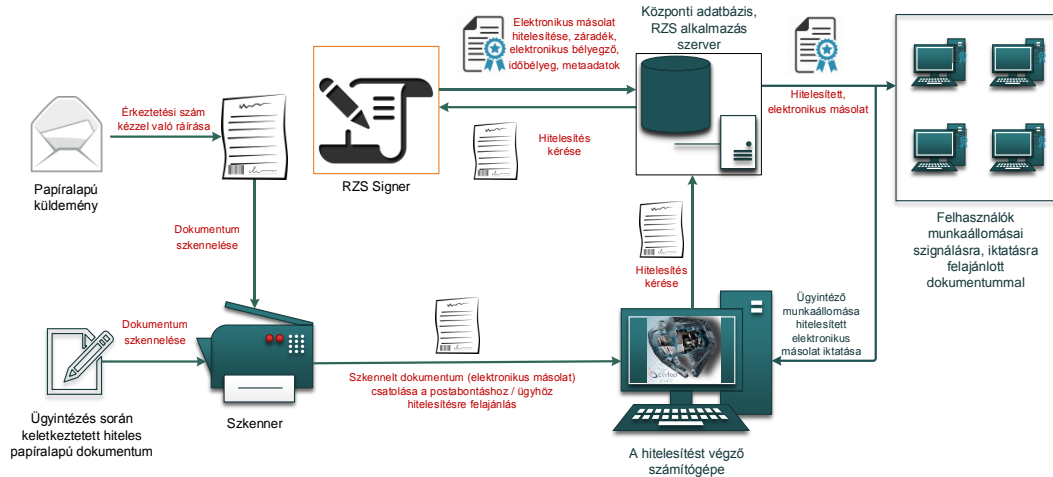 Elektronikus másolat
hitelesítése, záradék,
elektronikus bélyegző,
időbélyeg, metaadatok
Központi adatbázis,
RZS alkalmazás
szerver
Érkeztetési szám
kézzel való ráírása
Hitelesített,
elektronikus másolat
Hitelesítés
kérése
Papíralapú
küldemény
RZS Signer
Felhasználók
munkaállomásai
szignálásra, iktatásra
felajánlott
dokumentummal
Dokumentum
szkennelése
Hitelesítés
kérése
Ügyintéző
munkaállomása
hitelesített
elektronikus
másolat iktatása
Dokumentum
szkennelése
Szkennelt dokumentum (elektronikus másolat)
csatolása a postabontáshoz / ügyhöz
hitelesítésre felajánlás
Ügyintézés során
keletkeztetett hiteles
papíralapú dokumentum
Szkenner
A hitelesítést végző
számítógépe